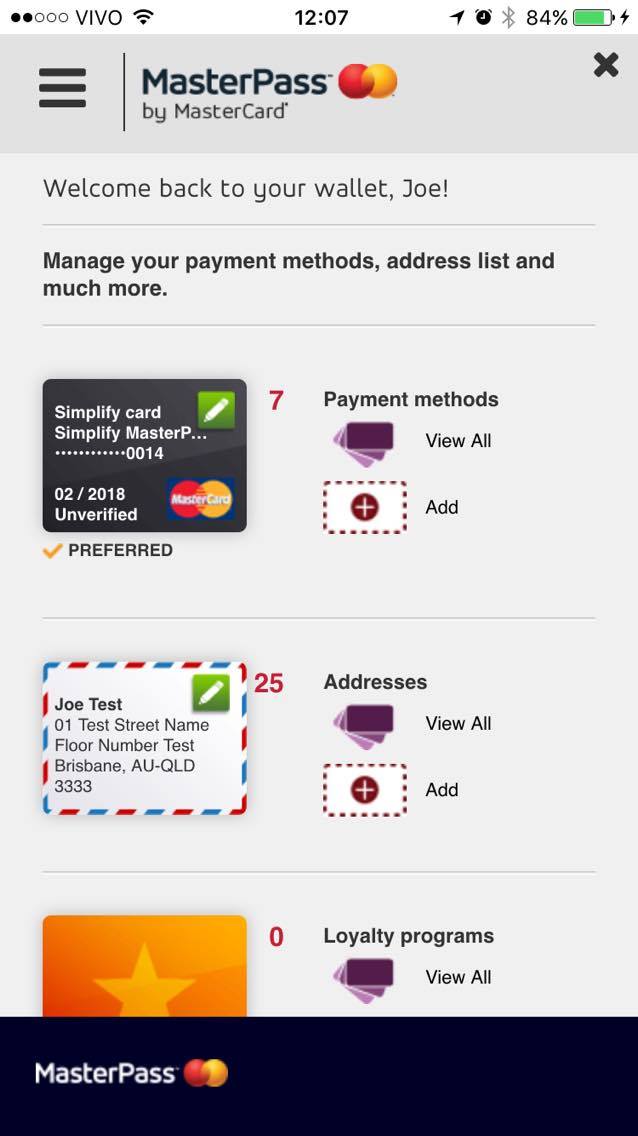 VIVO 12:07 84%
MasterPass™
by MasterCard®
Welcome back to your wallet, Joe!
Manage your payment methods, address list and
much more.
Simplify card
Simplify MasterP...
············0014
02 / 2018
Unverified
MasterCard
PREFERRED
7 Payment methods
View All
Add
Joe Test
01 Test Street Name
Floor Number Test
Brisbane, AU-QLD
3333
25 Addresses
View All
Add
0 Loyalty programs
View All
MasterPass™